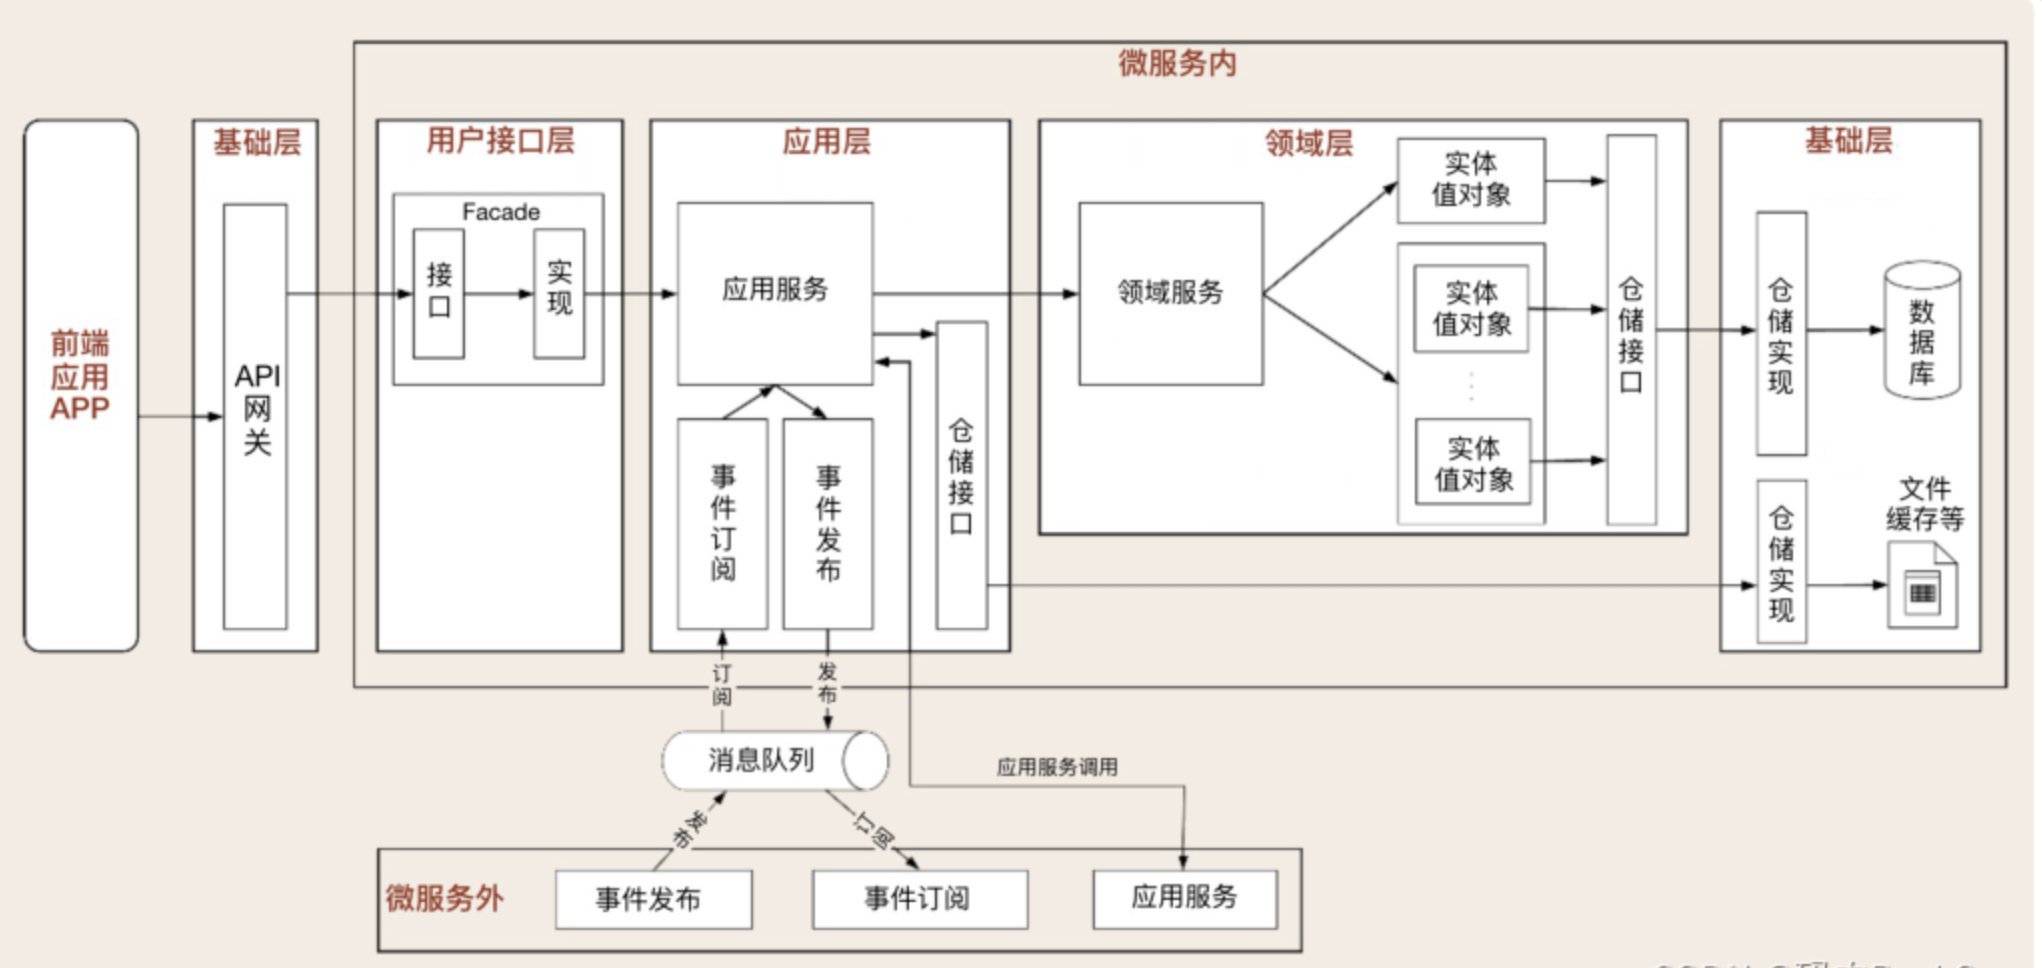 微服务内
前端
应用
APP
基础层
API
网
关
用户接口层
Facade
接
口
实
现
应用层
应用服务
事
件
订
阅
事
件
发
布
仓
储
接
口
领域层
领域服务
实体
值对象
实体
值对象
实体
值对象
仓
储
接
口
基础层
仓
储
实
现
数
据
库
仓
储
实
现
文件
缓存等
订
阅
发
布
消息队列
应用服务调用
发
布
订阅
微服务外
事件发布
事件订阅
应用服务